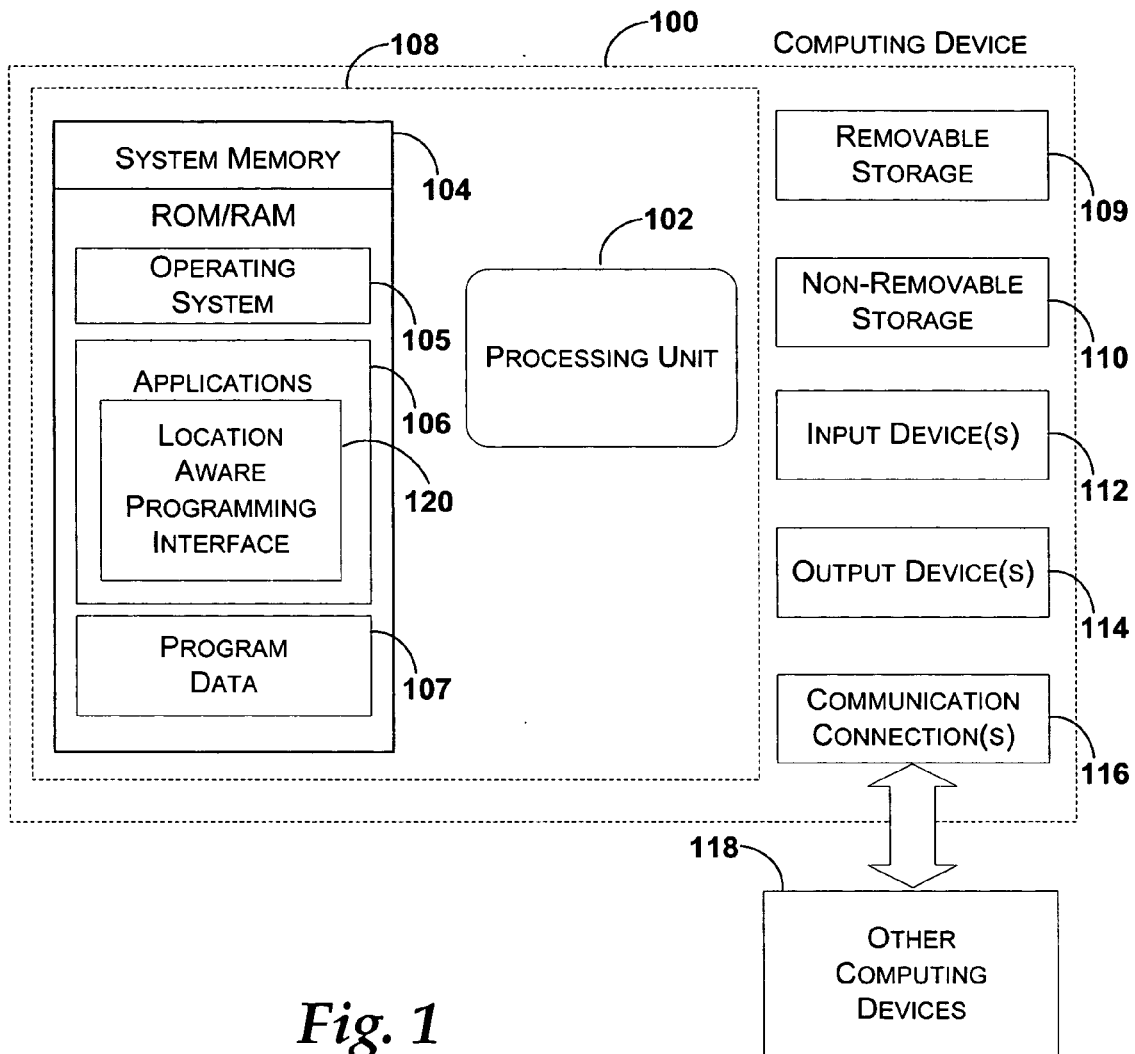 100
COMPUTING DEVICE
108
SYSTEM MEMORY
104
ROM/RAM
OPERATING
SYSTEM
105
APPLICATIONS
106
LOCATION
AWARE
PROGRAMMING
INTERFACE
120
PROGRAM
DATA
107
102
PROCESSING UNIT
REMOVABLE
STORAGE
109
NON-REMOVABLE
STORAGE
110
INPUT DEVICE(S)
112
OUTPUT DEVICE(S)
114
COMMUNICATION
CONNECTION(S)
116
118
OTHER
COMPUTING
DEVICES
Fig. 1